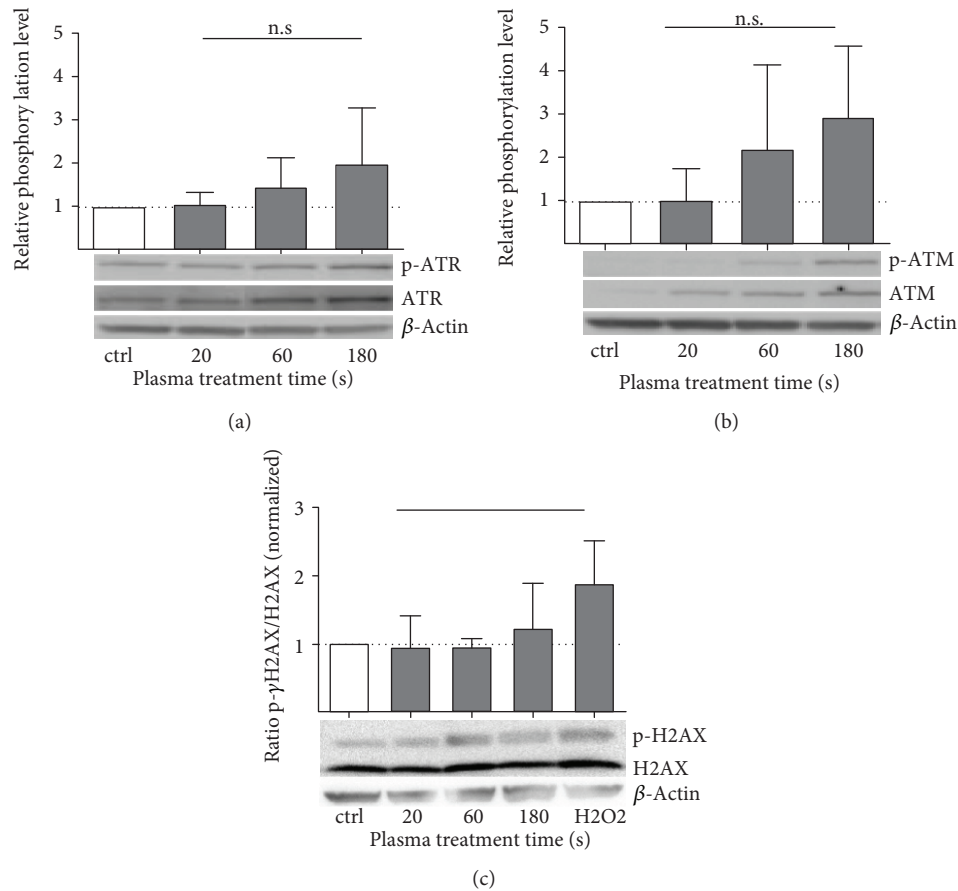 n.s
5
4
3
2
1
Relative phosphory lation level
p-ATR
ATR
β-Actin
ctrl 20 60 180
Plasma treatment time (s)
(a)
n.s.
5
4
3
2
1
Relative phosphorylation level
p-ATM
ATM
β-Actin
ctrl 20 60 180
Plasma treatment time (s)
(b)
3
2
1
Ratio p-γH2AX/H2AX (normalized)
p-H2AX
H2AX
β-Actin
ctrl 20 60 180 H2O2
Plasma treatment time (s)
(c)